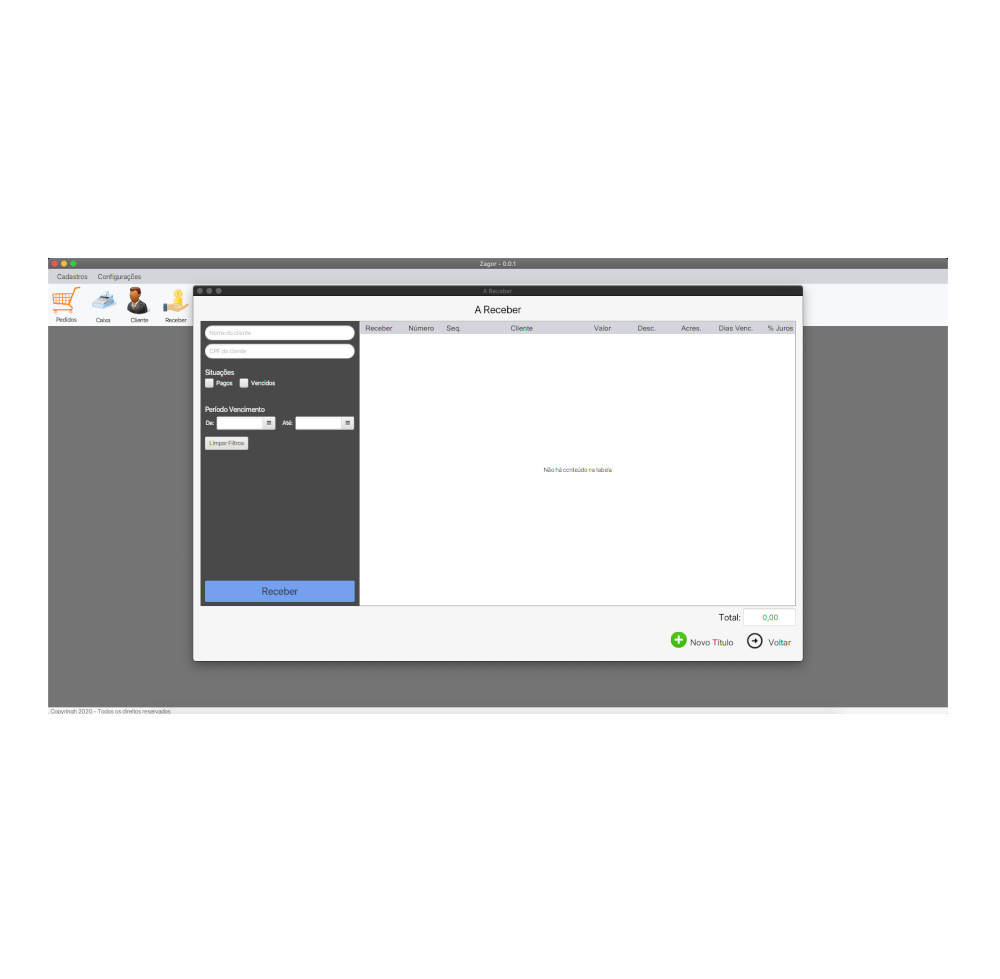 Zagor - 0.0.1
Cadastros Configurações
Pedidos Caixa Cliente Receber
A Receber
A Receber
Nome do cliente
CPF do cliente
Situações
Pagos Vencidos
Período Vencimento
De: Até:
Limpar Filtros
Receber
Receber Número Seq. Cliente Valor Desc. Acres. Dias Venc. % Juros
Não há conteúdo na tabela
Total: 0,00
Novo Título Voltar
2020 - Todos os direitos reservados.